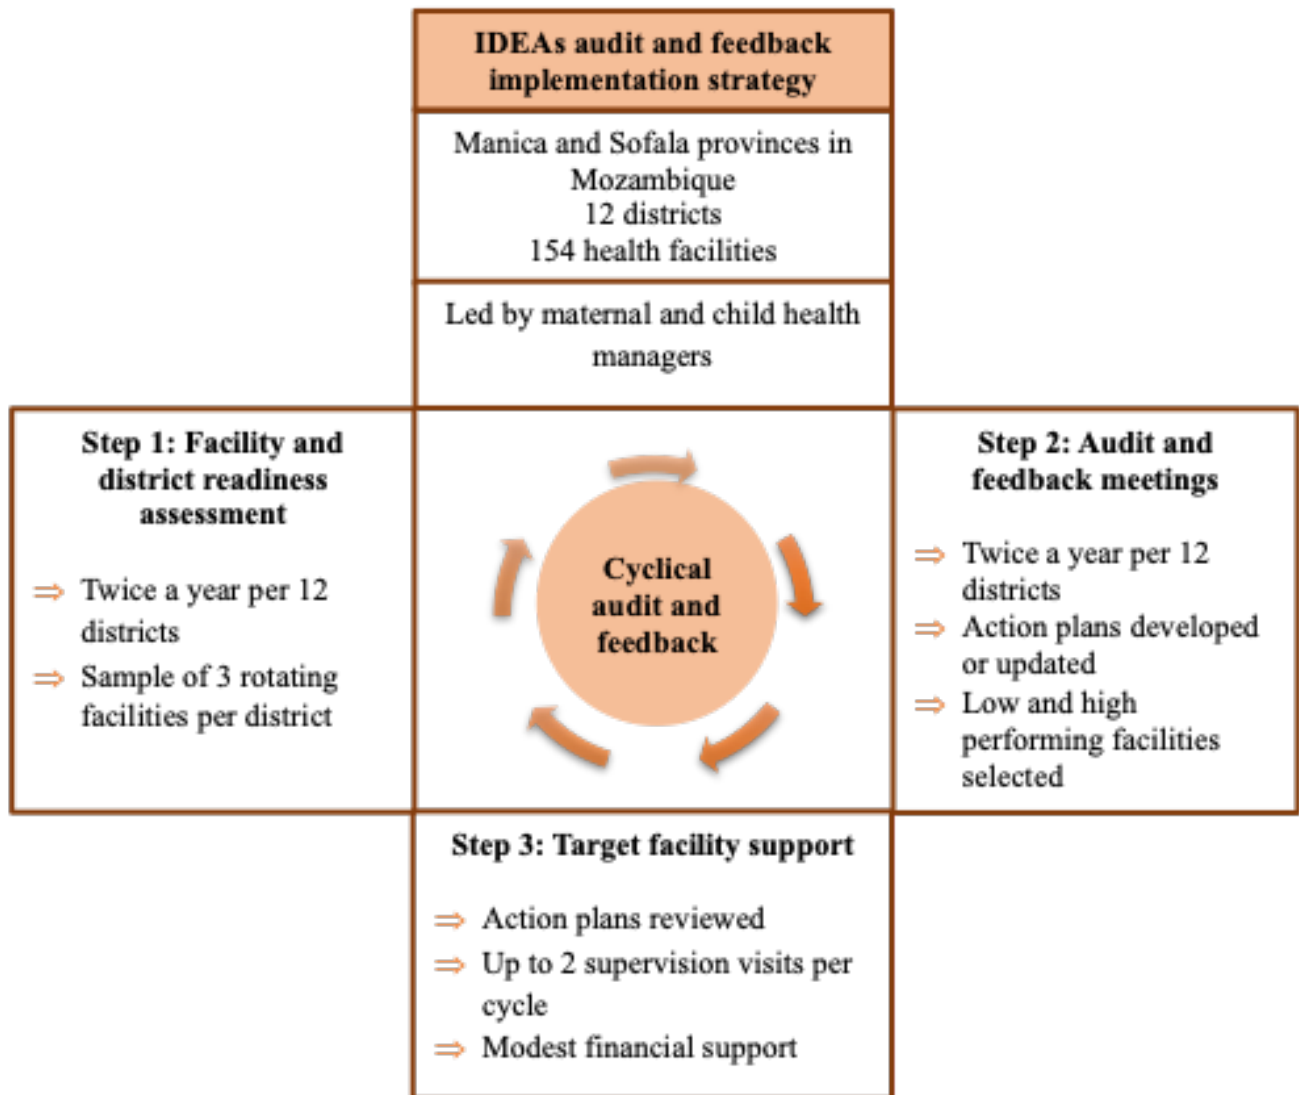 IDEAs audit and feedback
implementation strategy
Manica and Sofala provinces in
Mozambique
12 districts
154 health facilities
Led by maternal and child health
managers
Step 1: Facility and
district readiness
assessment
⇒ Twice a year per 12
districts
⇒ Sample of 3 rotating
facilities per district
Cyclical
audit and
feedback
Step 2: Audit and
feedback meetings
⇒ Twice a year per 12
districts
⇒ Action plans developed
or updated
⇒ Low and high
performing facilities
selected
Step 3: Target facility support
⇒ Action plans reviewed
⇒ Up to 2 supervision visits per
cycle
⇒ Modest financial support